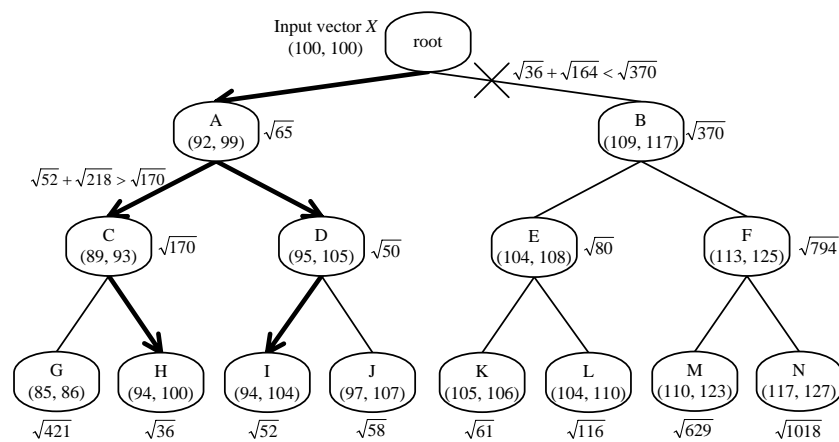 Input vector X
(100, 100)
root
√36 + √164 < √370
A
(92, 99)
√65
B
(109, 117)
√370
√52 + √218 > √170
C
(89, 93)
√170
D
(95, 105)
√50
E
(104, 108)
√80
F
(113, 125)
√794
G
(85, 86)
H
(94, 100)
I
(94, 104)
J
(97, 107)
K
(105, 106)
L
(104, 110)
M
(110, 123)
N
(117, 127)
√421
√36
√52
√58
√61
√116
√629
√1018